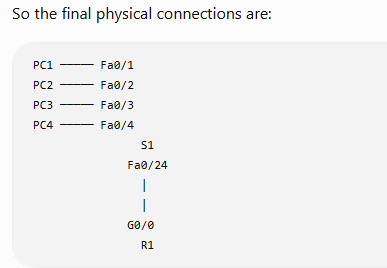 So the final physical connections are:
PC1 ──── Fa0/1
PC2 ──── Fa0/2
PC3 ──── Fa0/3
PC4 ──── Fa0/4
S1
Fa0/24
│
│
G0/0
R1